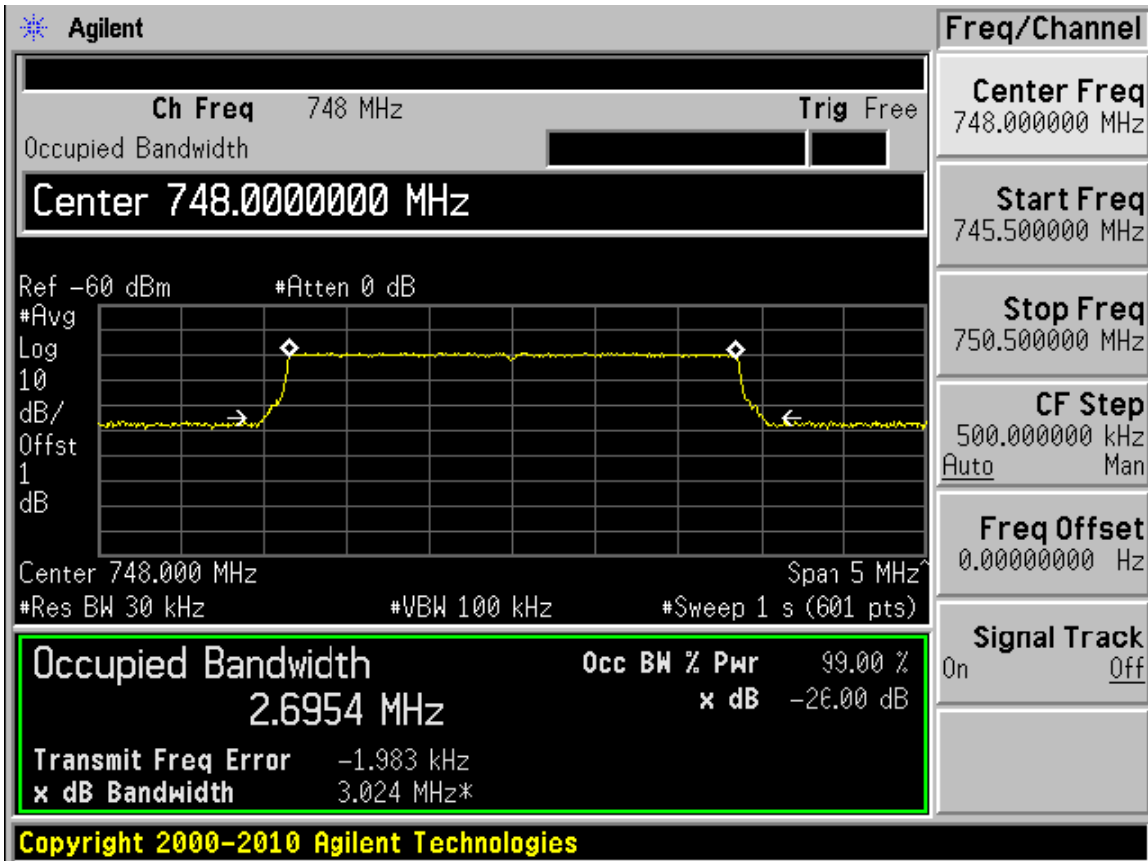 Agilent
Freq/Channel
Ch Freq 748 MHz
Trig Free
Occupied Bandwidth
Center 748.0000000 MHz
Ref -60 dBm
#Atten 0 dB
#Avg
Log
10
dB/
Offst
1
dB
Center 748.000 MHz
Span 5 MHz^
#Res BW 30 kHz
#VBW 100 kHz
#Sweep 1 s (601 pts)
Occupied Bandwidth
2.6954 MHz
Occ BW % Pwr 99.00 %
x dB -26.00 dB
Transmit Freq Error -1.983 kHz
x dB Bandwidth 3.024 MHz*
Center Freq
748.000000 MHz
Start Freq
745.500000 MHz
Stop Freq
750.500000 MHz
CF Step
500.000000 kHz
Auto Man
Freq Offset
0.00000000 Hz
Signal Track
On Off
Copyright 2000-2010 Agilent Technologies